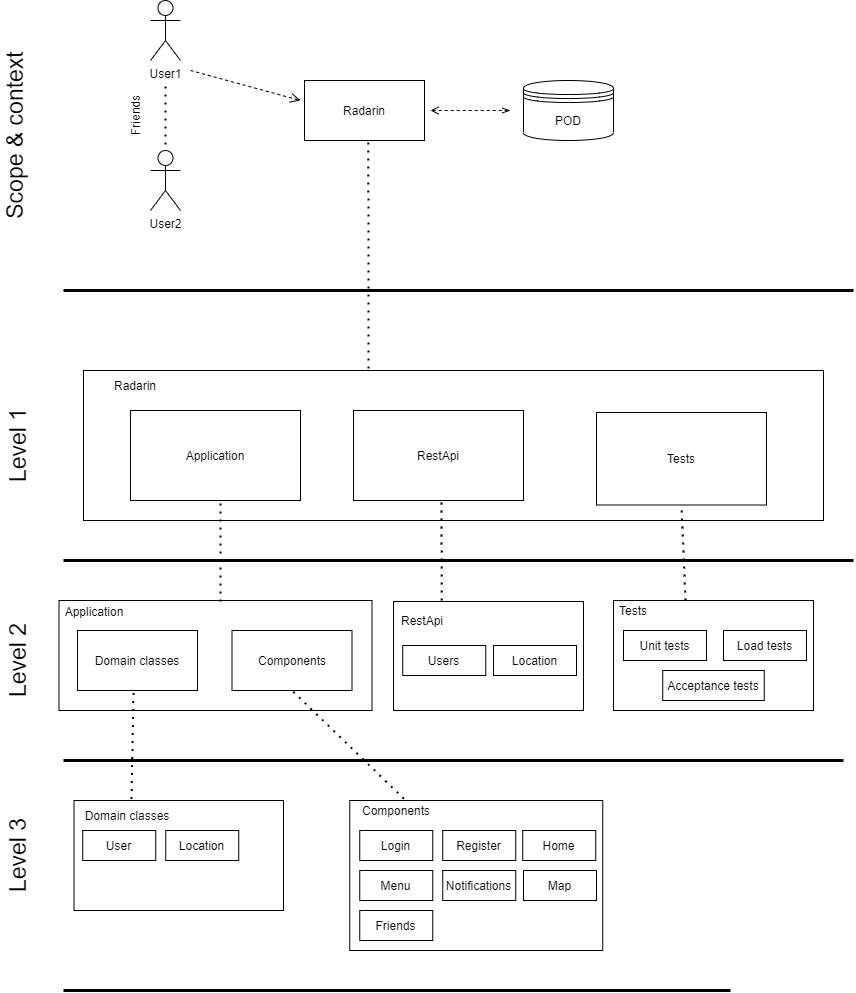 Scope & context
User1
Friends
User2
Radarin
POD
Level 1
Radarin
Application
RestApi
Tests
Level 2
Application
Domain classes
Components
RestApi
Users
Location
Tests
Unit tests
Load tests
Acceptance tests
Level 3
Domain classes
User
Location
Components
Login
Register
Home
Menu
Notifications
Map
Friends